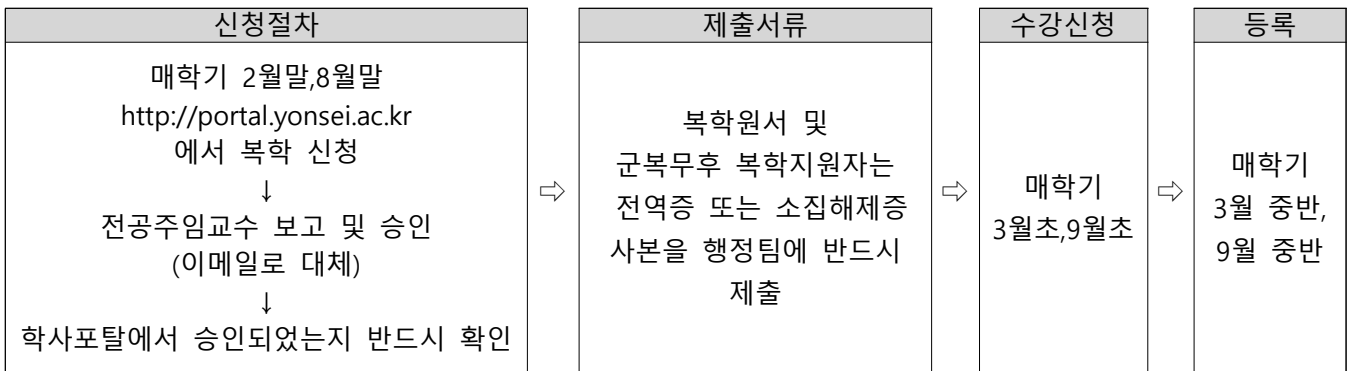 신청절차
매학기 2월말,8월말
http://portal.yonsei.ac.kr
에서 복학 신청
↓
전공주임교수 보고 및 승인
(이메일로 대체)
↓
학사포탈에서 승인되었는지 반드시 확인
⇨
제출서류
복학원서 및
군복무후 복학지원자는
전역증 또는 소집해제증
사본을 행정팀에 반드시
제출
⇨
수강신청
매학기
3월초,9월초
⇨
등록
매학기
3월 중반,
9월 중반